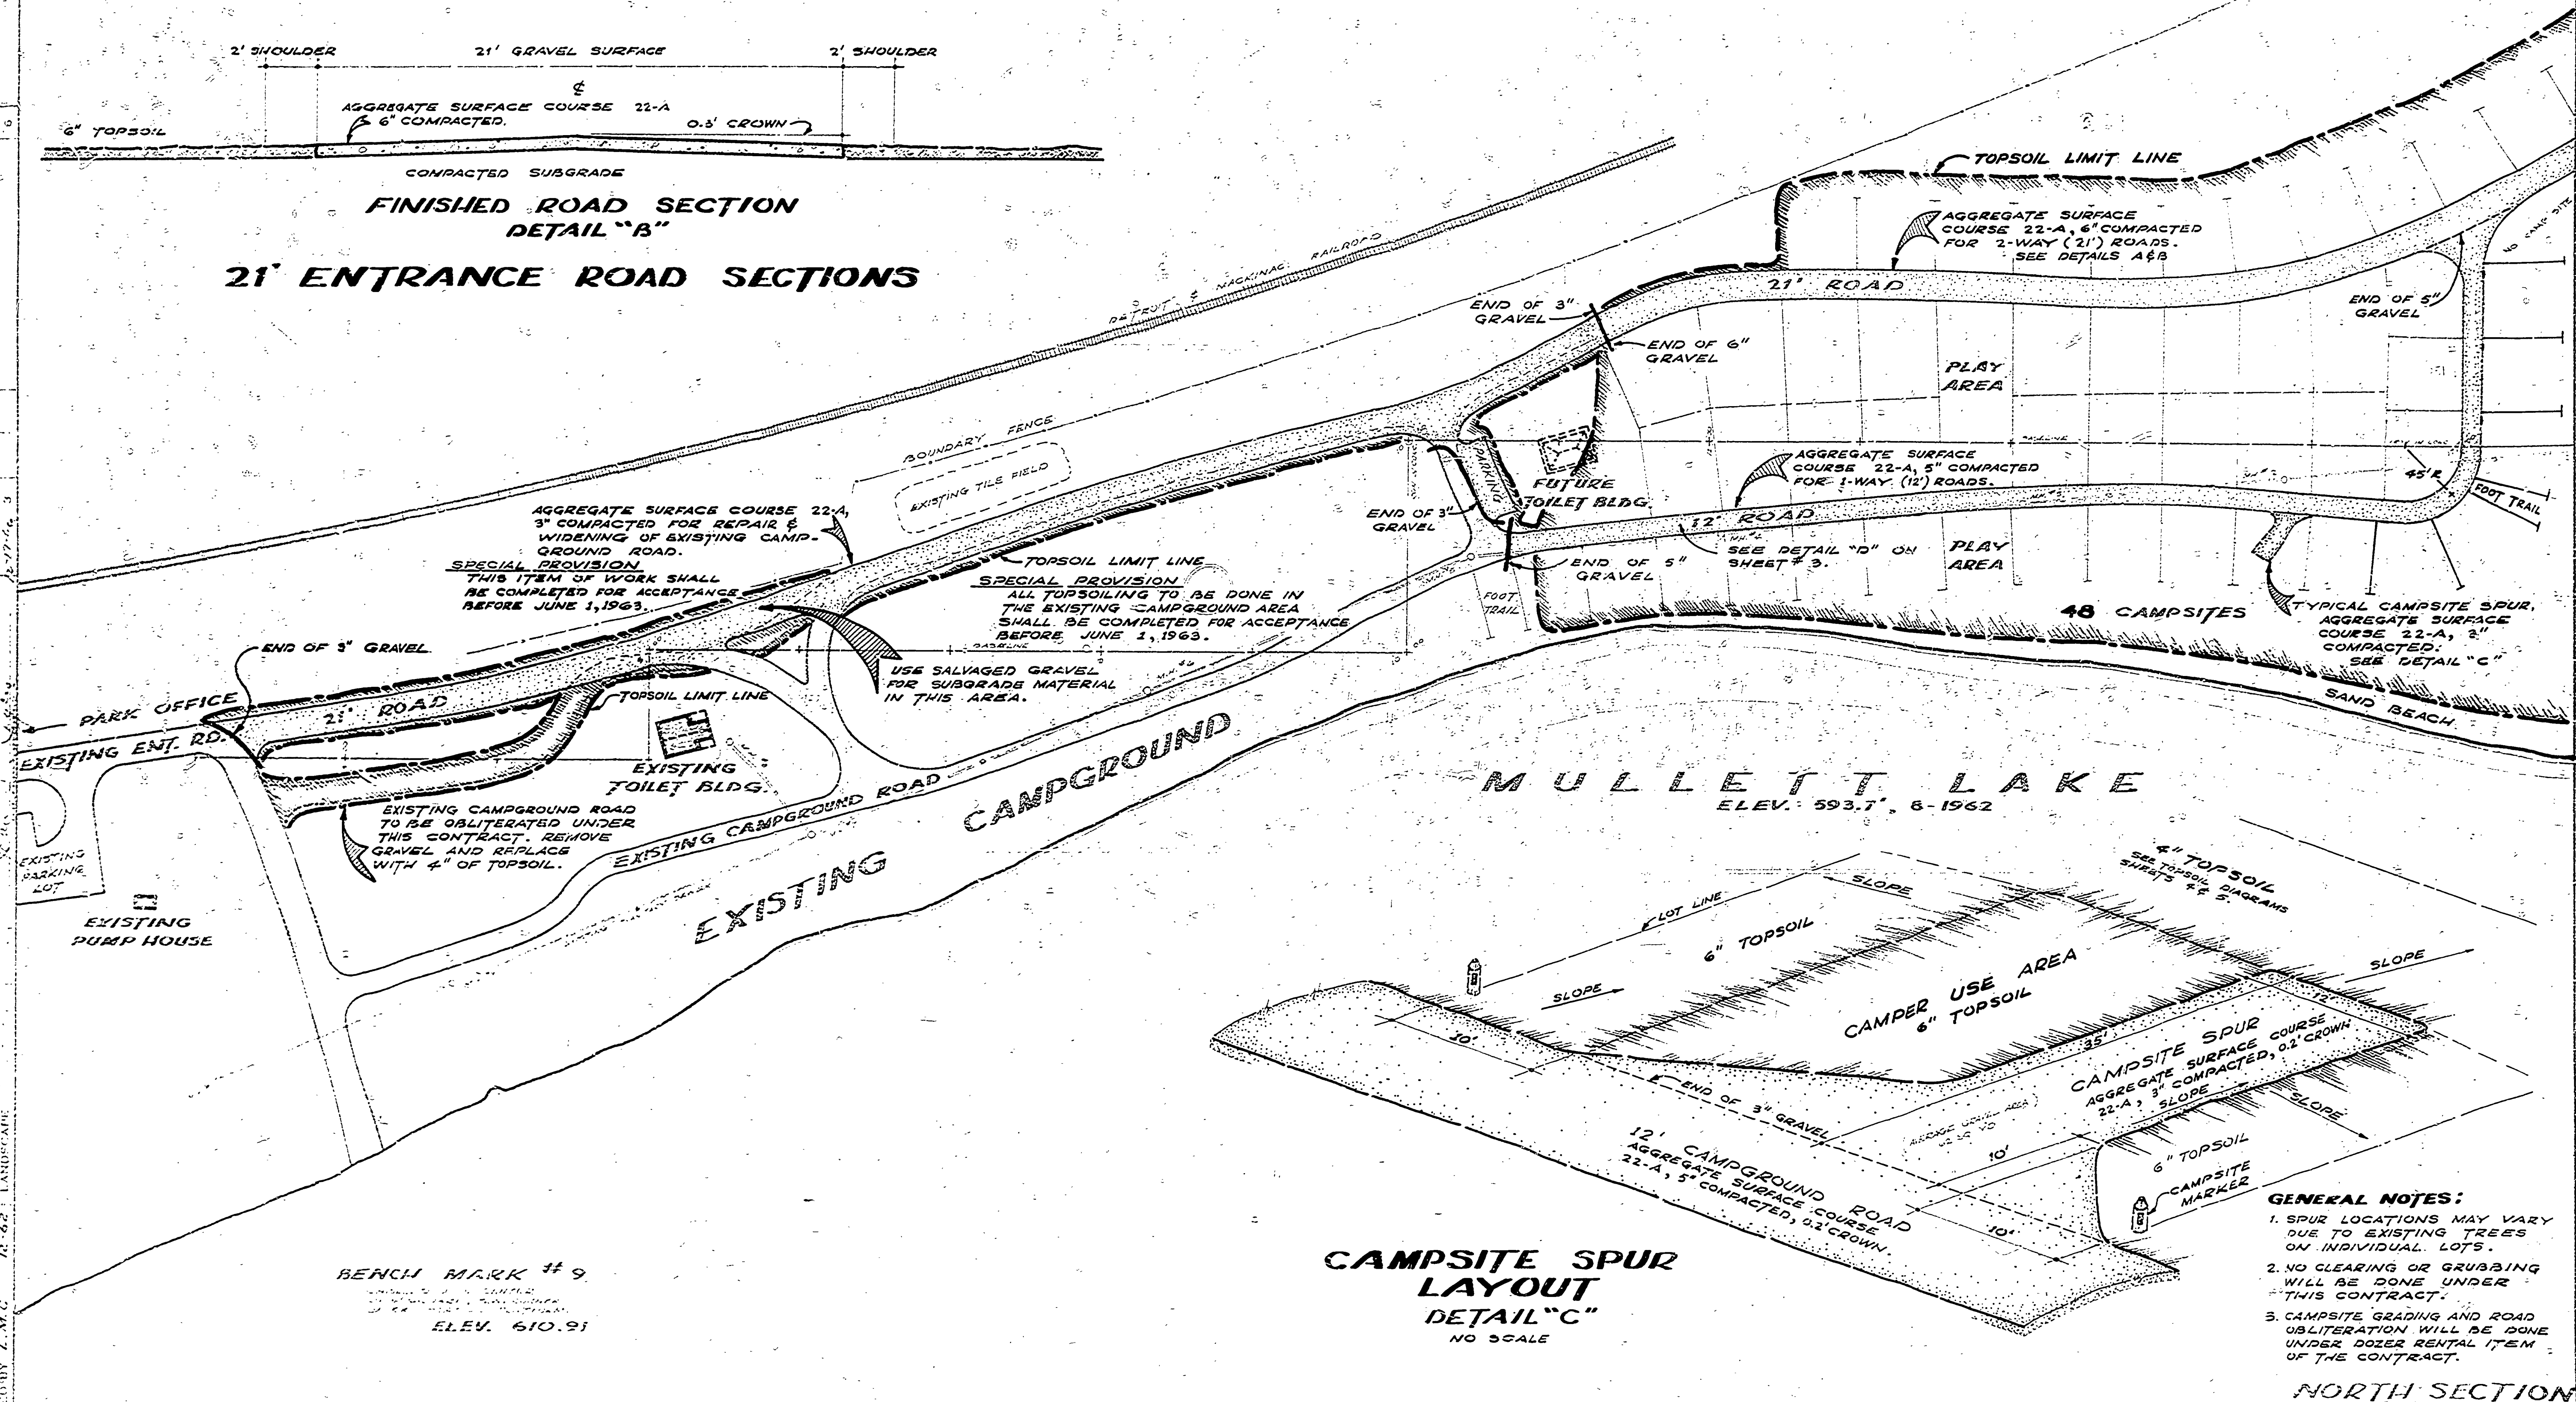 2' SHOULDER
21' GRAVEL SURFACE
2' SHOULDER
℄
AGGREGATE SURFACE COURSE 22-A
6" COMPACTED.
0.3' CROWN
6" TOPSOIL
COMPACTED SUBGRADE
FINISHED ROAD SECTION
DETAIL "B"
21' ENTRANCE ROAD SECTIONS
DETROIT & MACKINAC RAILROAD
TOPSOIL LIMIT LINE
AGGREGATE SURFACE
COURSE 22-A, 6" COMPACTED
FOR 2-WAY (21') ROADS.
SEE DETAILS A&B
21' ROAD
END OF 3"
GRAVEL
END OF 6"
GRAVEL
END OF 5"
GRAVEL
PLAY
AREA
BOUNDARY FENCE
EXISTING TILE FIELD
PARKING
FUTURE
TOILET BLDG.
AGGREGATE SURFACE
COURSE 22-A, 5" COMPACTED
FOR 1-WAY (12') ROADS.
45' R
FOOT TRAIL
AGGREGATE SURFACE COURSE 22-A,
3" COMPACTED FOR REPAIR &
WIDENING OF EXISTING CAMP-
GROUND ROAD.
SPECIAL PROVISION
THIS ITEM OF WORK SHALL
BE COMPLETED FOR ACCEPTANCE
BEFORE JUNE 1, 1963.
END OF 3"
GRAVEL
12' ROAD
SEE DETAIL "D" ON
SHEET # 3.
PLAY
AREA
END OF 5"
GRAVEL
FOOT
TRAIL
TOPSOIL LIMIT LINE
SPECIAL PROVISION
ALL TOPSOILING TO BE DONE IN
THE EXISTING CAMPGROUND AREA
SHALL BE COMPLETED FOR ACCEPTANCE
BEFORE JUNE 1, 1963.
BASELINE
48 CAMPSITES
TYPICAL CAMPSITE SPUR,
AGGREGATE SURFACE
COURSE 22-A, 3"
COMPACTED.
SEE DETAIL "C"
SAND BEACH
END OF 3" GRAVEL
USE SALVAGED GRAVEL
FOR SUBGRADE MATERIAL
IN THIS AREA.
PARK OFFICE
21' ROAD
TOPSOIL LIMIT LINE
EXISTING ENT. RD.
EXISTING
TOILET BLDG.
EXISTING CAMPGROUND ROAD
TO BE OBLITERATED UNDER
THIS CONTRACT. REMOVE
GRAVEL AND REPLACE
WITH 4" OF TOPSOIL.
EXISTING CAMPGROUND ROAD
EXISTING CAMPGROUND
EXISTING
PARKING
LOT
EXISTING
PUMP HOUSE
MULLETT LAKE
ELEV. 593.7', 8-1962
4" TOPSOIL
SEE TOPSOIL DIAGRAMS
SHEETS 4 & 5.
LOT LINE
SLOPE
6" TOPSOIL
SLOPE
CAMPER USE AREA
6" TOPSOIL
SLOPE
10'
12'
35'
CAMPSITE SPUR
AGGREGATE SURFACE COURSE
22-A, 3" COMPACTED, 0.2' CROWN
SLOPE
SLOPE
END OF 3" GRAVEL
AVERAGE GRAVEL AREA
10'
12' CAMPGROUND ROAD
AGGREGATE SURFACE COURSE
22-A, 5" COMPACTED, 0.2' CROWN.
10'
6" TOPSOIL
CAMPSITE
MARKER
CAMPSITE SPUR
LAYOUT
DETAIL "C"
NO SCALE
BENCH MARK #9
ELEV. 610.91
GENERAL NOTES:
1. SPUR LOCATIONS MAY VARY
DUE TO EXISTING TREES
ON INDIVIDUAL LOTS.
2. NO CLEARING OR GRUBBING
WILL BE DONE UNDER
THIS CONTRACT.
3. CAMPSITE GRADING AND ROAD
OBLITERATION WILL BE DONE
UNDER DOZER RENTAL ITEM
OF THE CONTRACT.
NORTH SECTION
LANDSCAPE